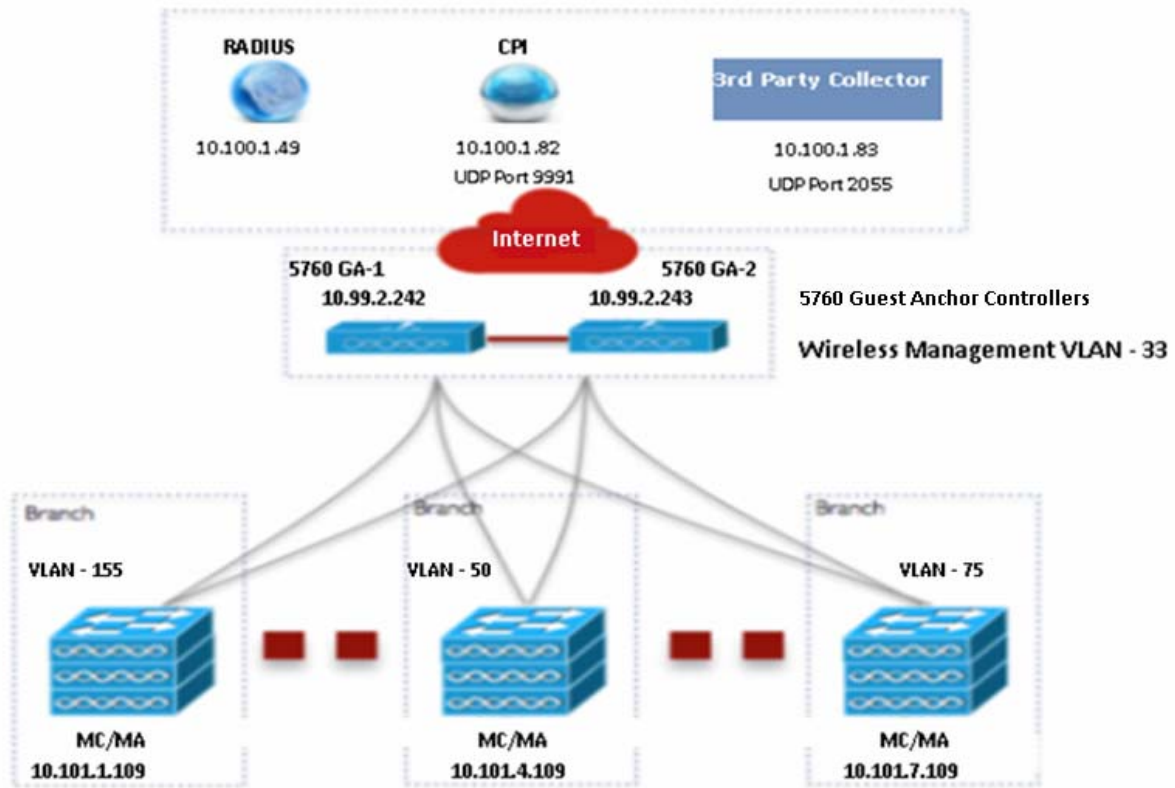 RADIUS
CPI
3rd Party Collector
10.100.1.49
10.100.1.82
10.100.1.83
UDP Port 9991
UDP Port 2055
Internet
5760 GA-1
5760 GA-2
10.99.2.242
10.99.2.243
5760 Guest Anchor Controllers
Wireless Management VLAN - 33
Branch
Branch
Branch
VLAN - 155
VLAN - 50
VLAN - 75
MC/MA
MC/MA
MC/MA
10.101.1.109
10.101.4.109
10.101.7.109